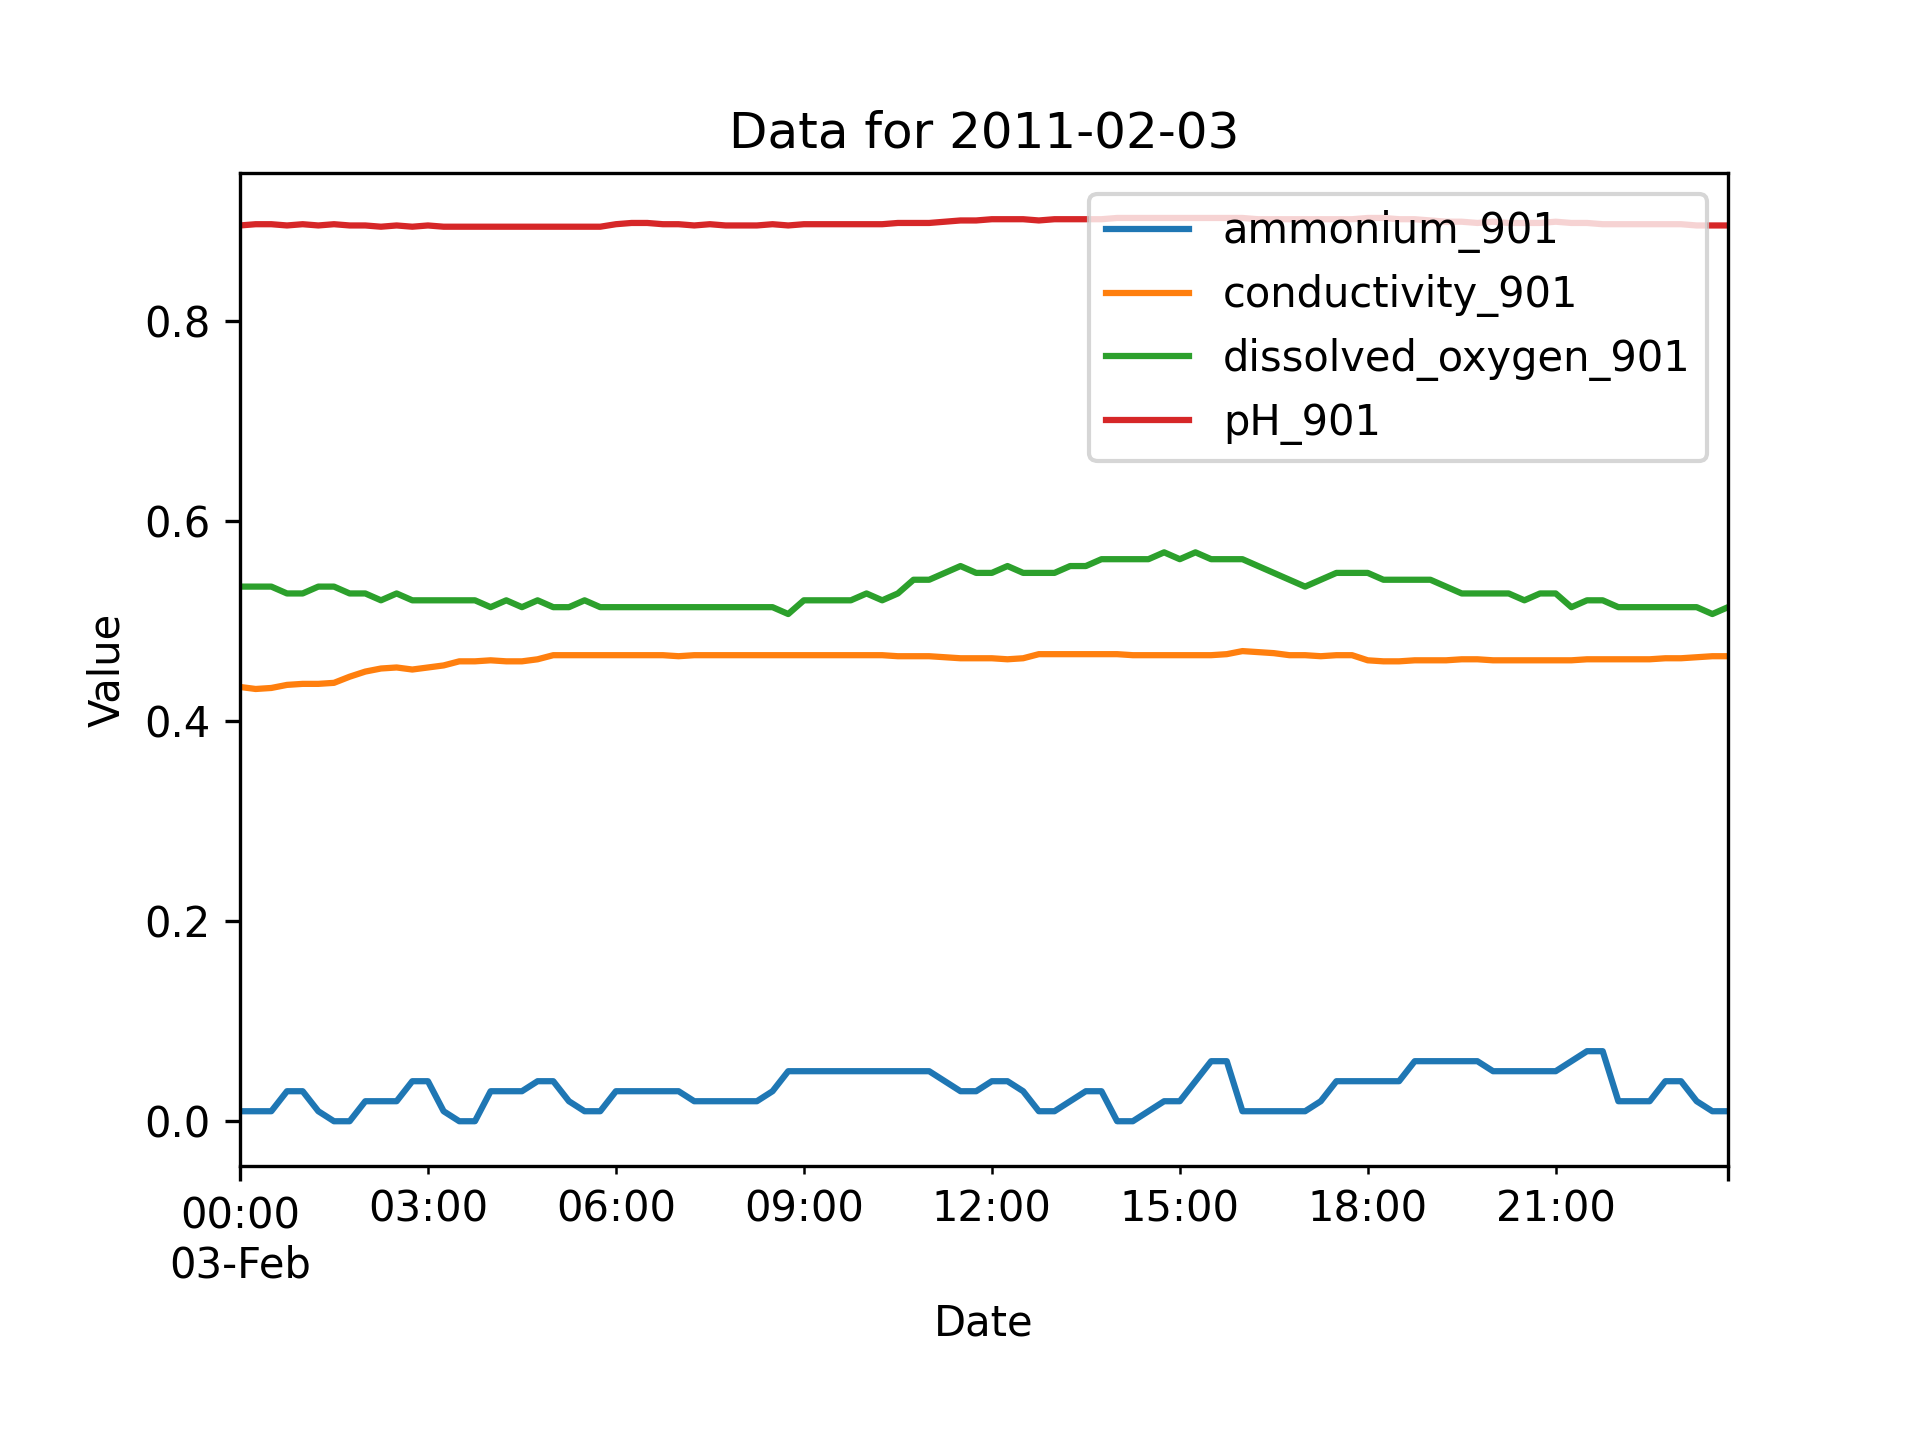 Data for 2011-02-03
ammonium_901
conductivity_901
dissolved_oxygen_901
pH_901
0.8
0.6
0.4
0.2
0.0
Value
00:00 03:00 06:00 09:00 12:00 15:00 18:00 21:00
03-Feb
Date